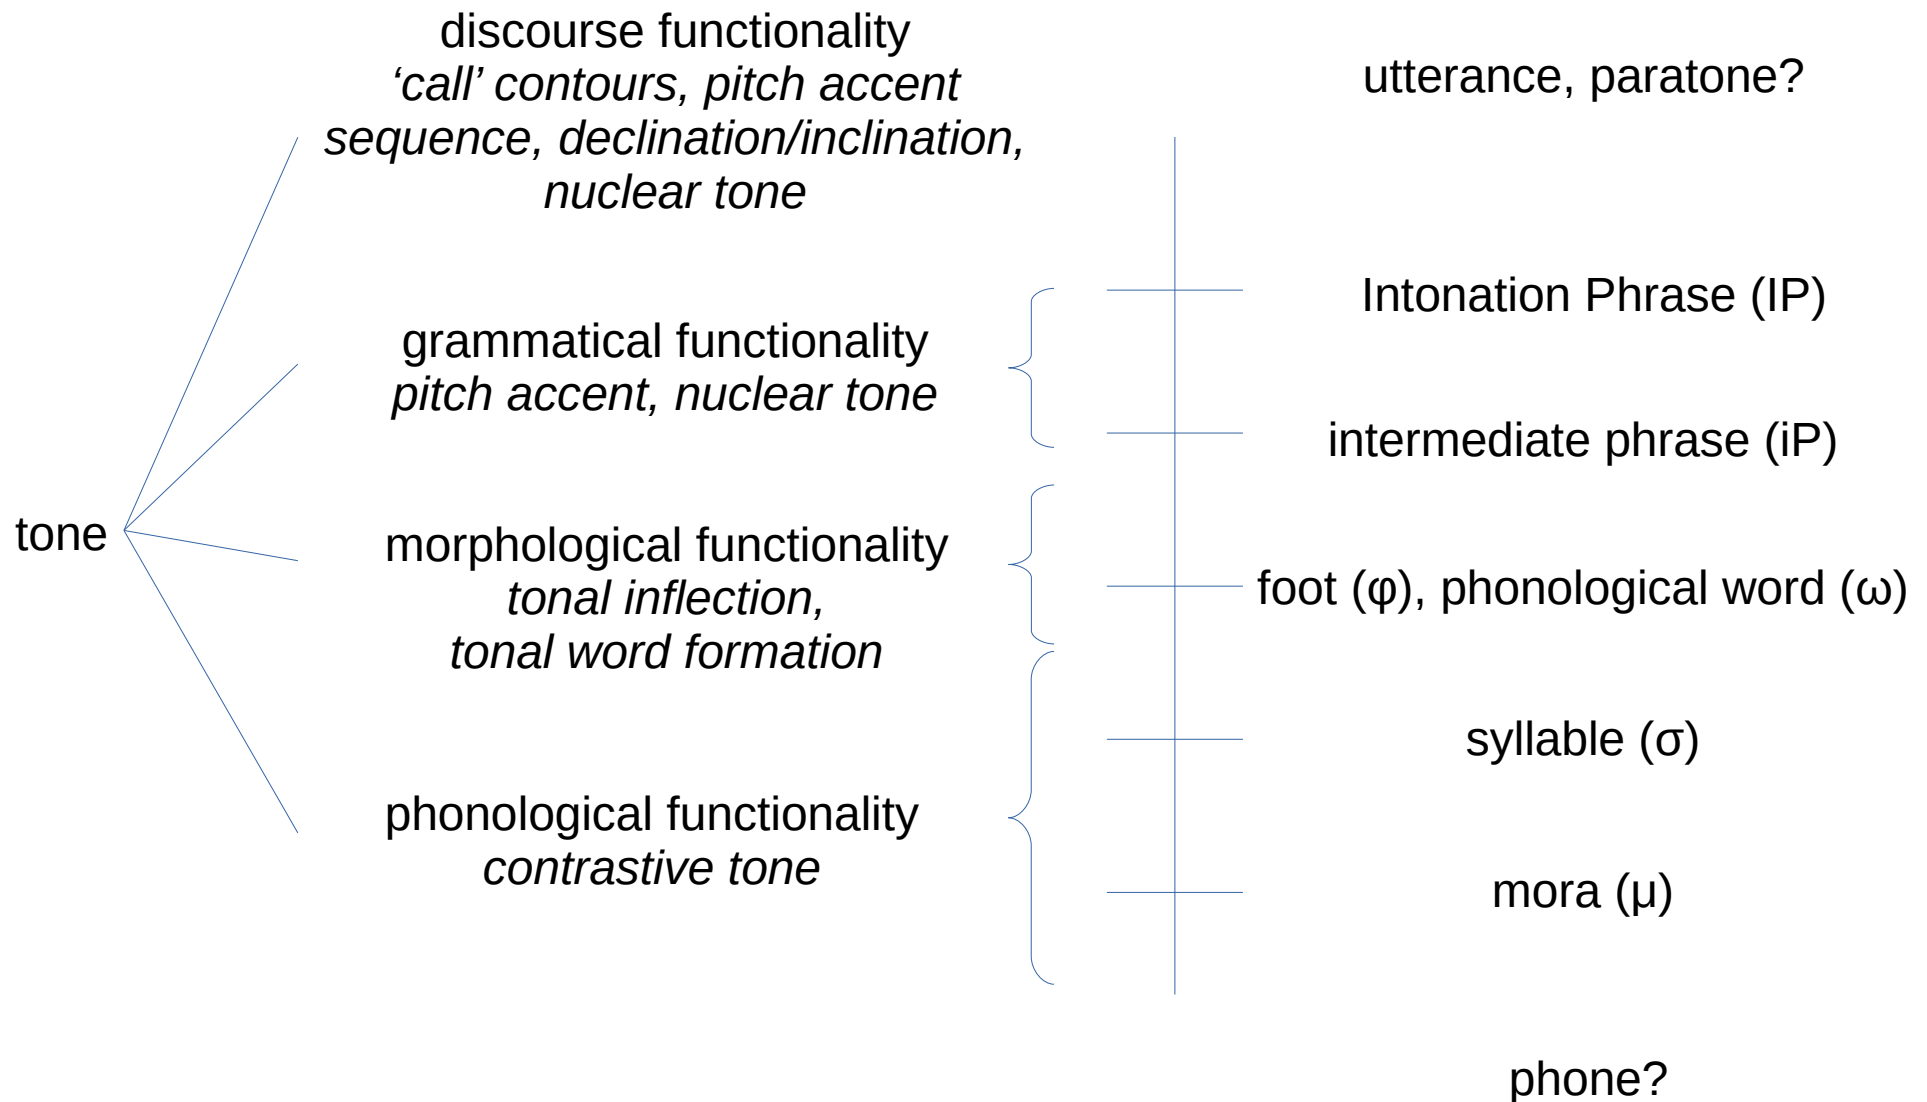 discourse functionality
‘call’ contours, pitch accent
sequence, declination/inclination,
nuclear tone
utterance, paratone?
Intonation Phrase (IP)
grammatical functionality
pitch accent, nuclear tone
intermediate phrase (iP)
tone
morphological functionality
tonal inflection,
tonal word formation
foot (φ), phonological word (ω)
syllable (σ)
phonological functionality
contrastive tone
mora (μ)
phone?